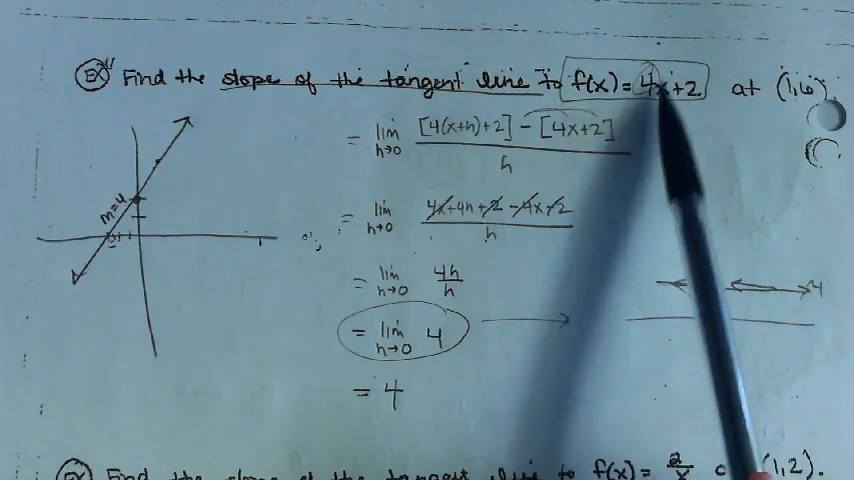 EX Find the slope of the tangent line to f(x)= 4x+2 at (1,6).
= lim h→0 [4(x+h)+2] - [4x+2] / h
m=4
= lim h→0 4x+4h+2-4x-2 / h
= lim h→0 4h / h
4
= lim h→0 4
= 4
EX Find the slope of the tangent line to f(x)= 2/x (1,2).